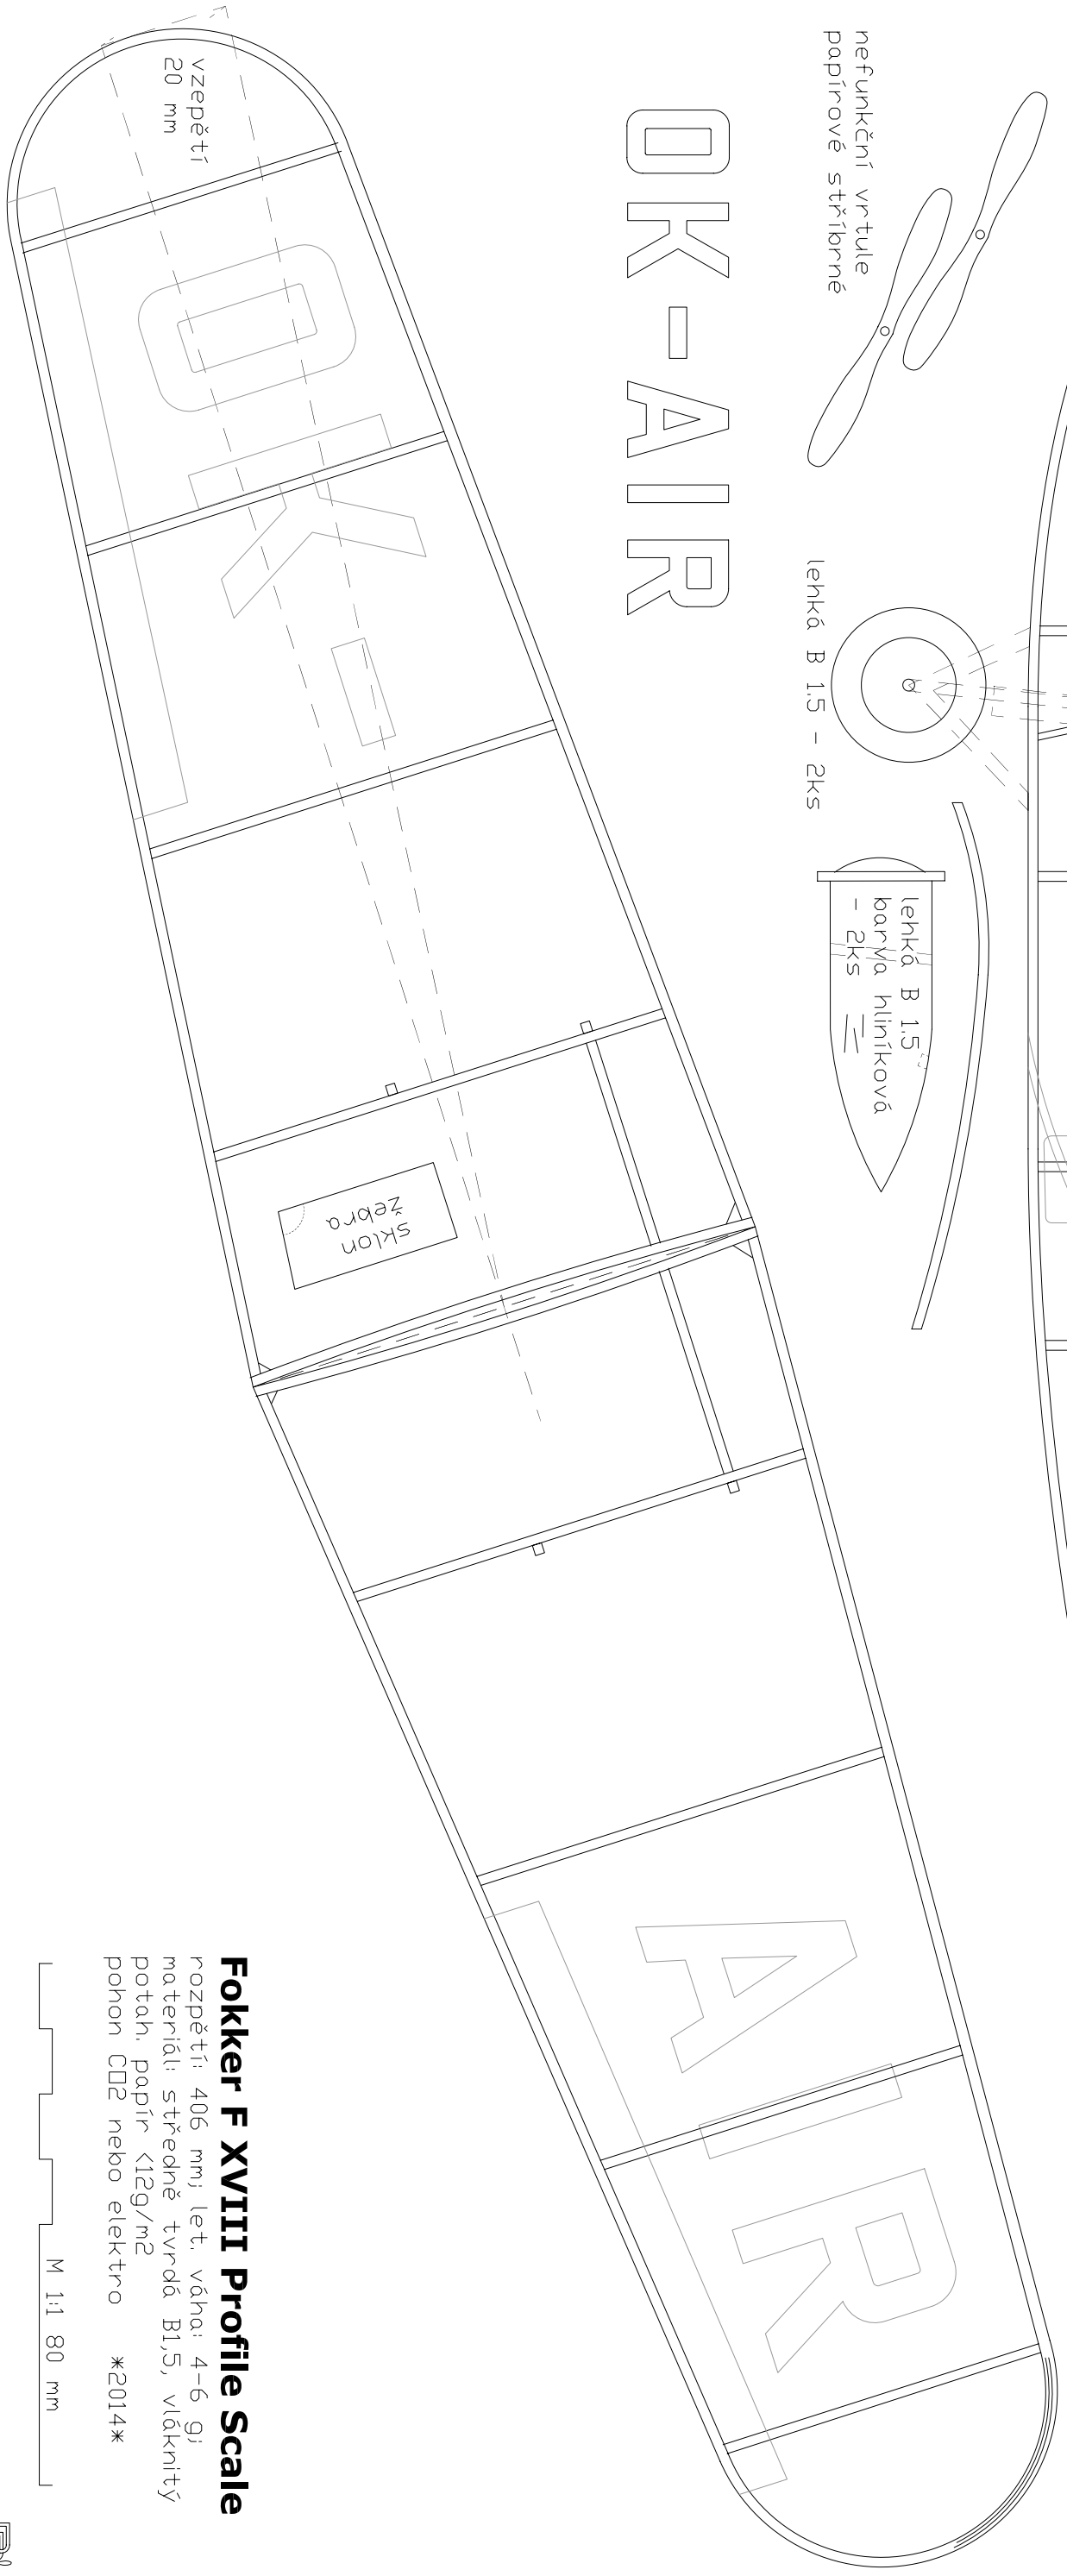 nefunkční vrtule
papírové stříbrné
OK-AIR
lehká B 1.5 - 2ks
lehká B 1.5
barva hliníková
- 2ks
vzepětí
20 mm
OK-
sklon
žebra
AIR
Fokker F XVIII Profile Scale
rozpětí: 406 mm; let. váha: 4-6 g;
materiál: středně tvrdá B1,5, vláknitý
potah. papír <12g/m2
pohon CO2 nebo elektro *2014*
M 1:1 80 mm